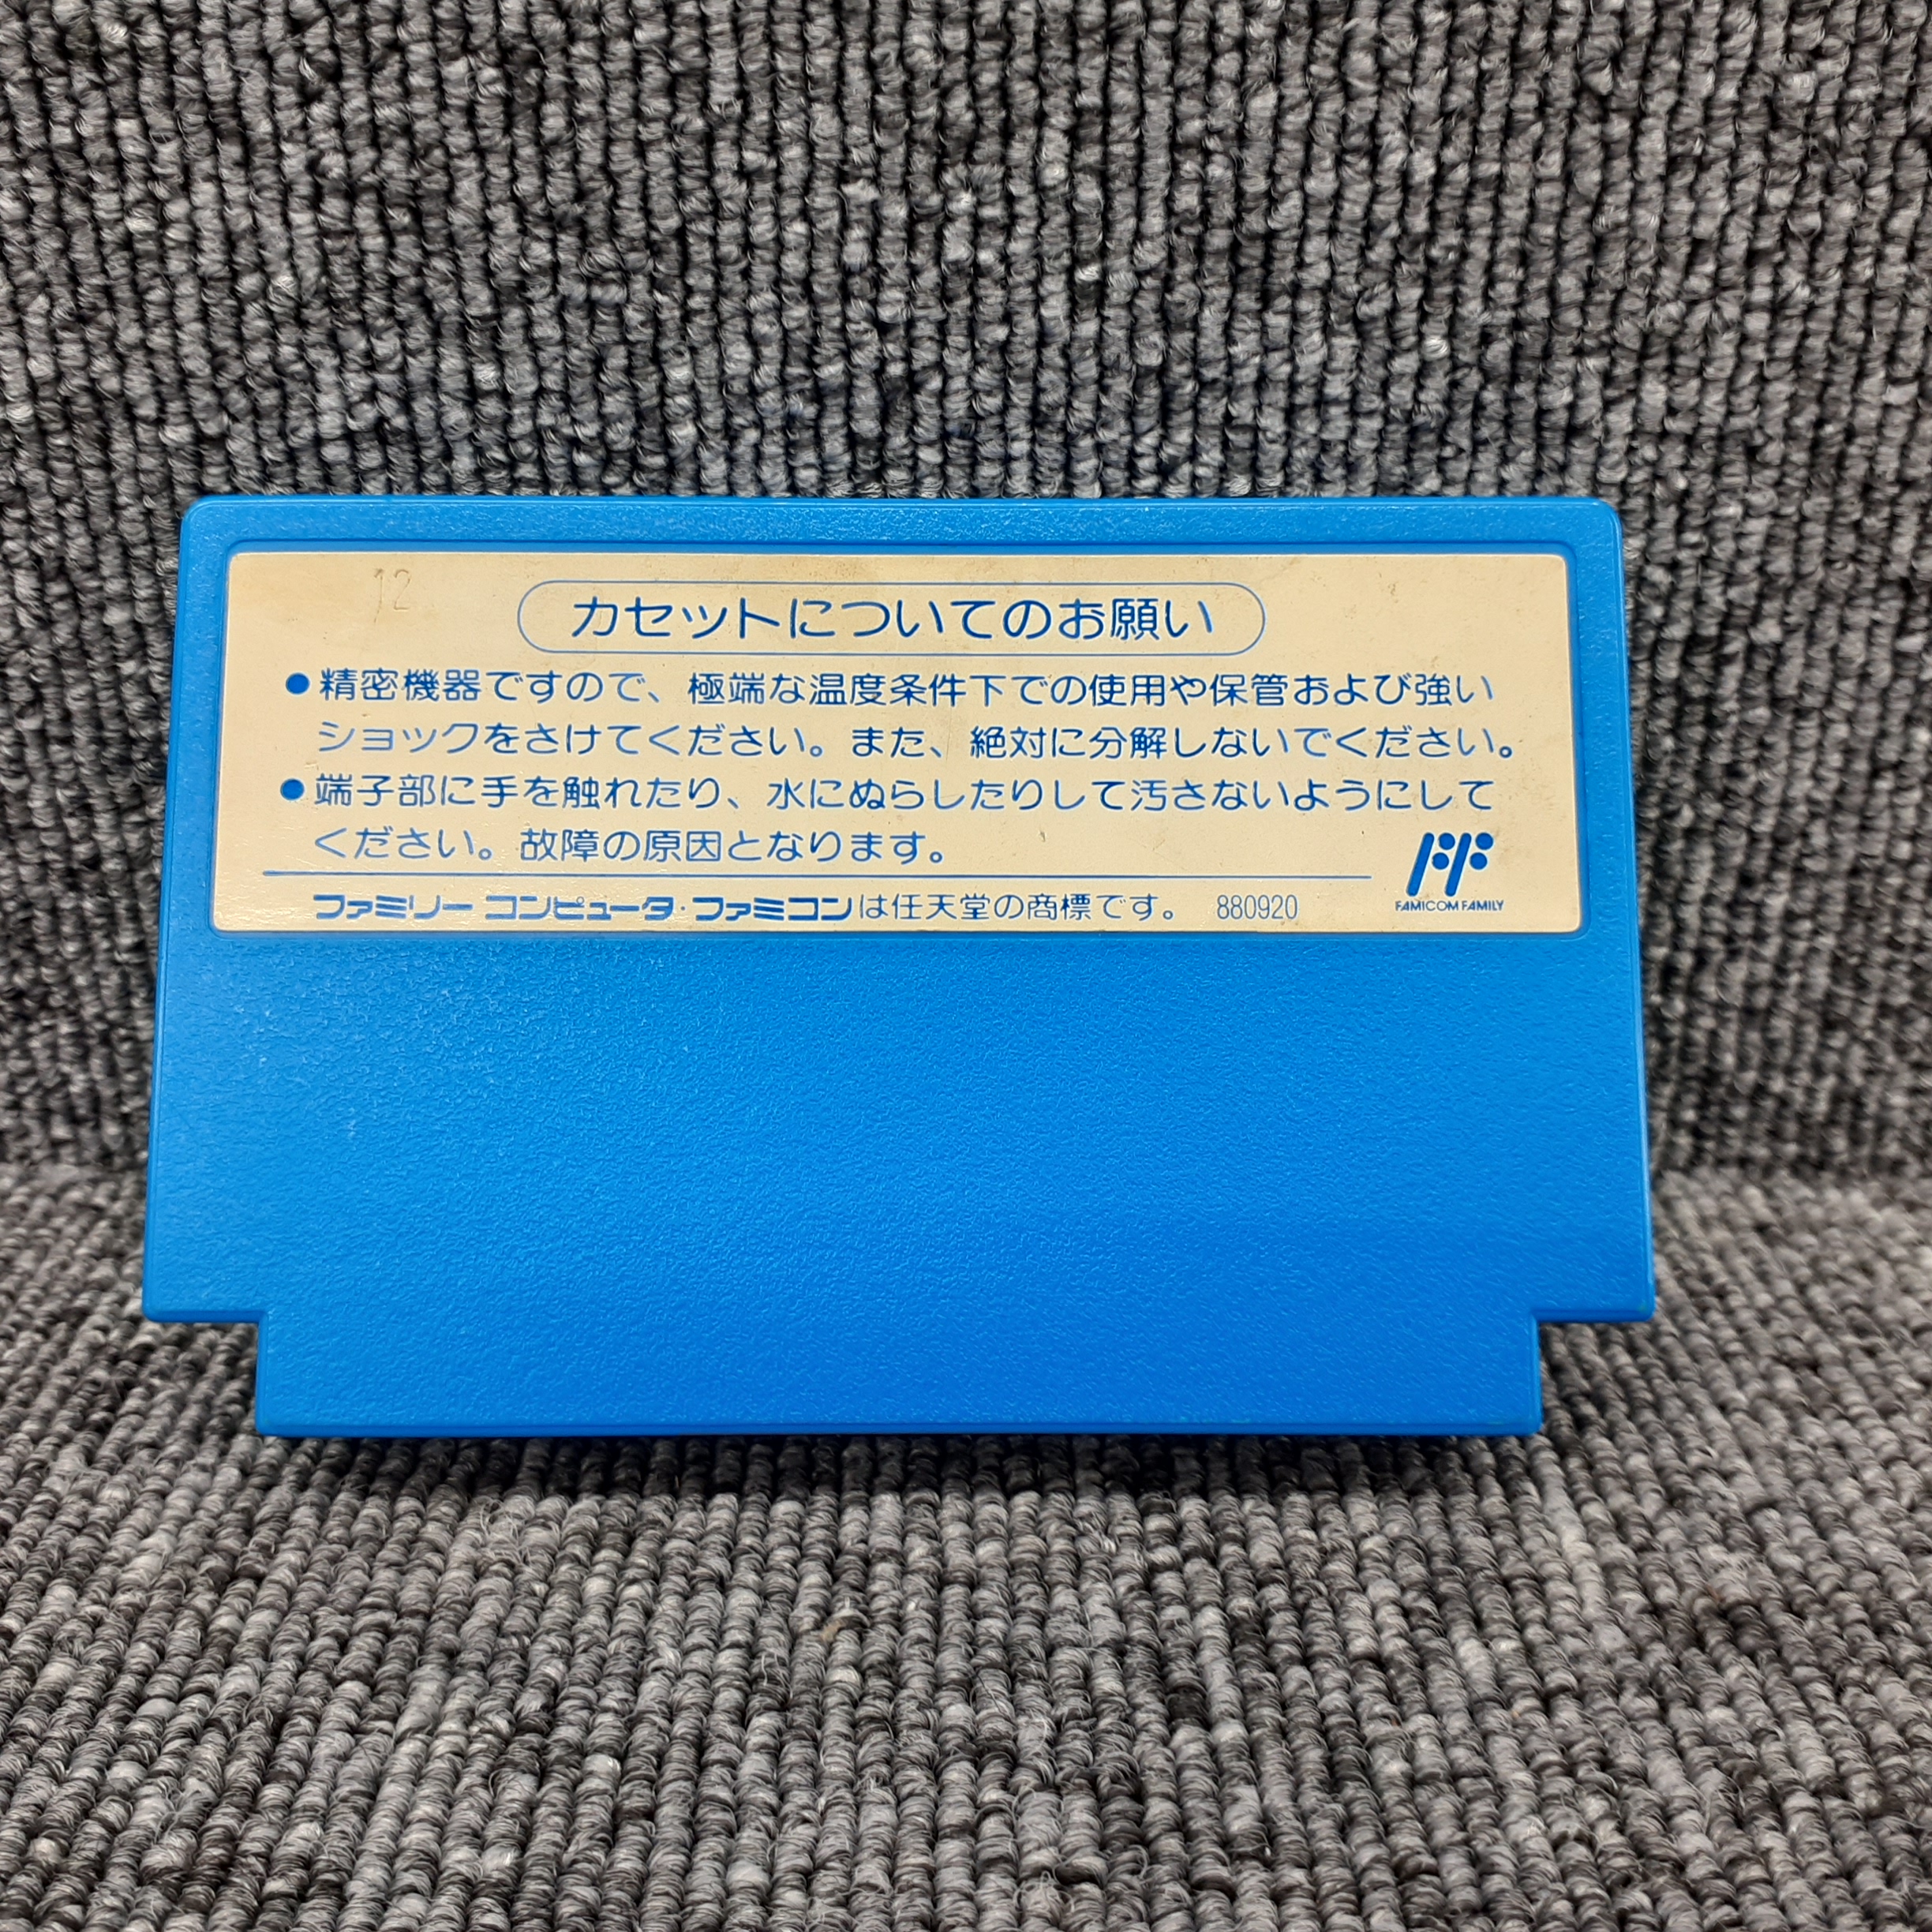 12
カセットについてのお願い
●精密機器ですので、極端な温度条件下での使用や保管および強い
ショックをさけてください。また、絶対に分解しないでください。
●端子部に手を触れたり、水にぬらしたりして汚さないようにして
ください。故障の原因となります。
FAMICOM FAMILY
ファミリー コンピュータ・ファミコンは任天堂の商標です。 880920